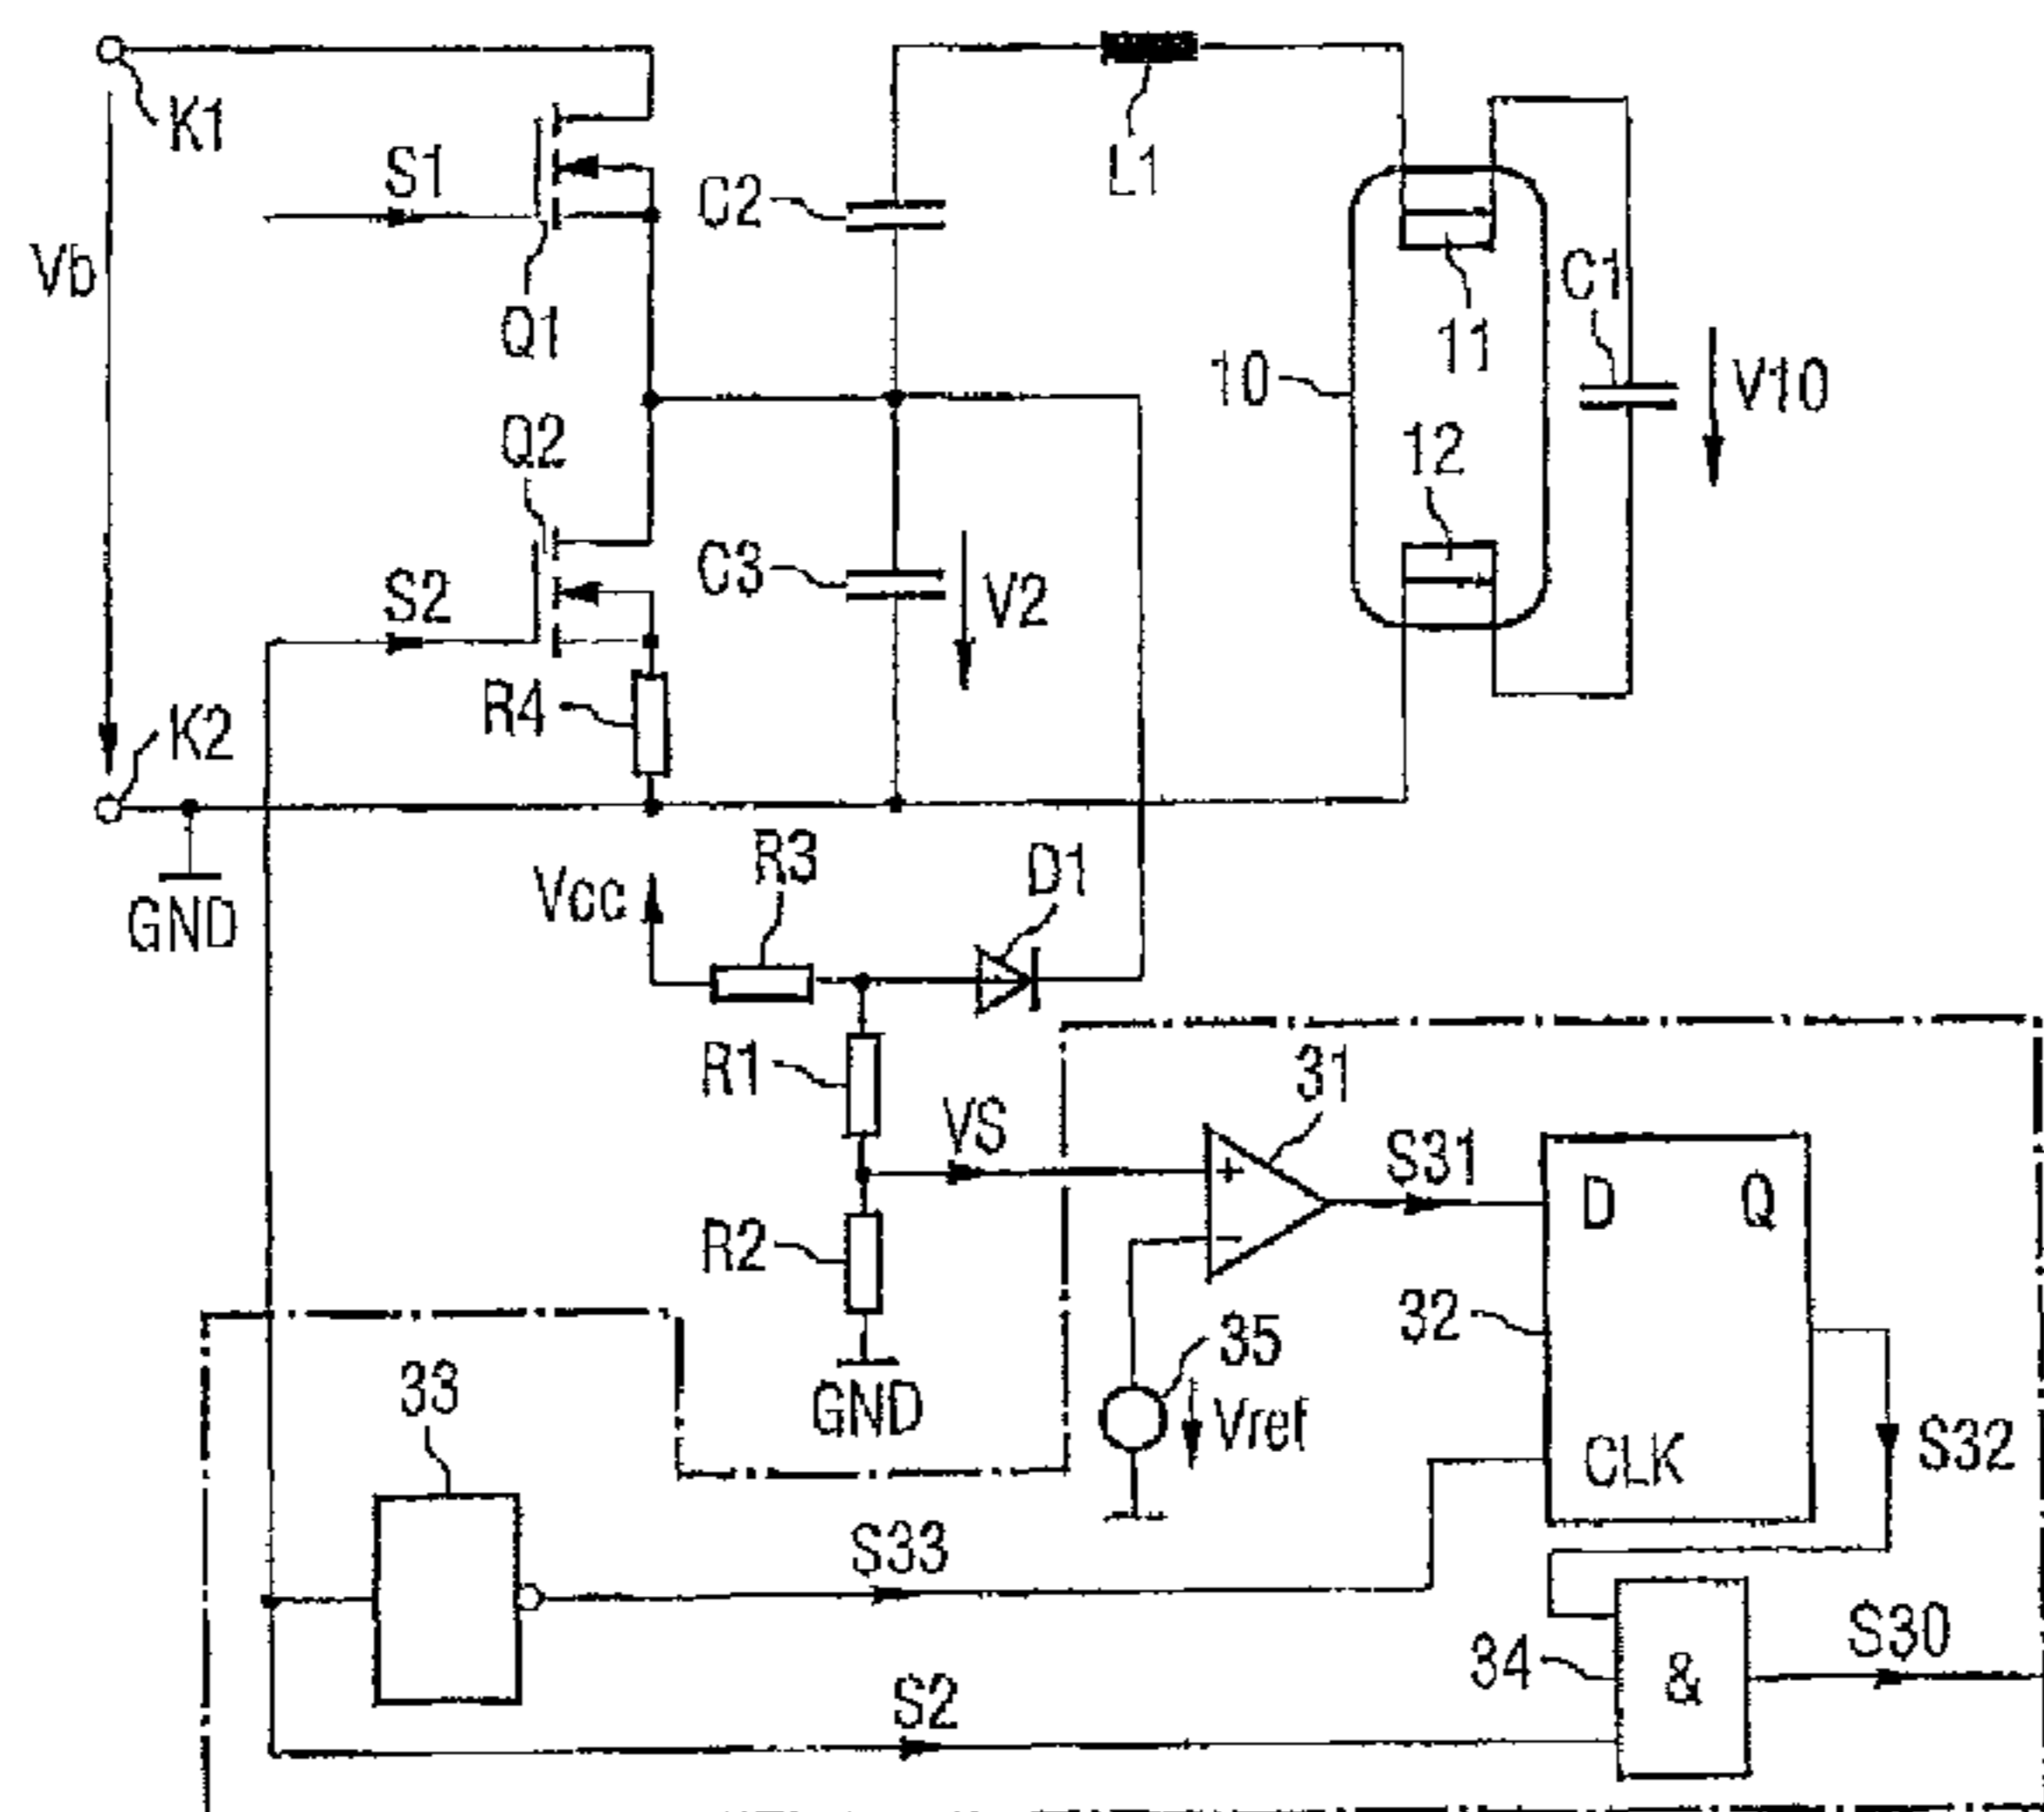 K1
L1
S1
C2
Vb
C1
Q1
11
10
V10
Q2
12
C3
V2
S2
R4
K2
R3
D1
Vcc
GND
R1
31
VS
S31
+
D Q
R2
-
32
35
33
GND
Vref
S32
CLK
S33
34
S30
&
S2